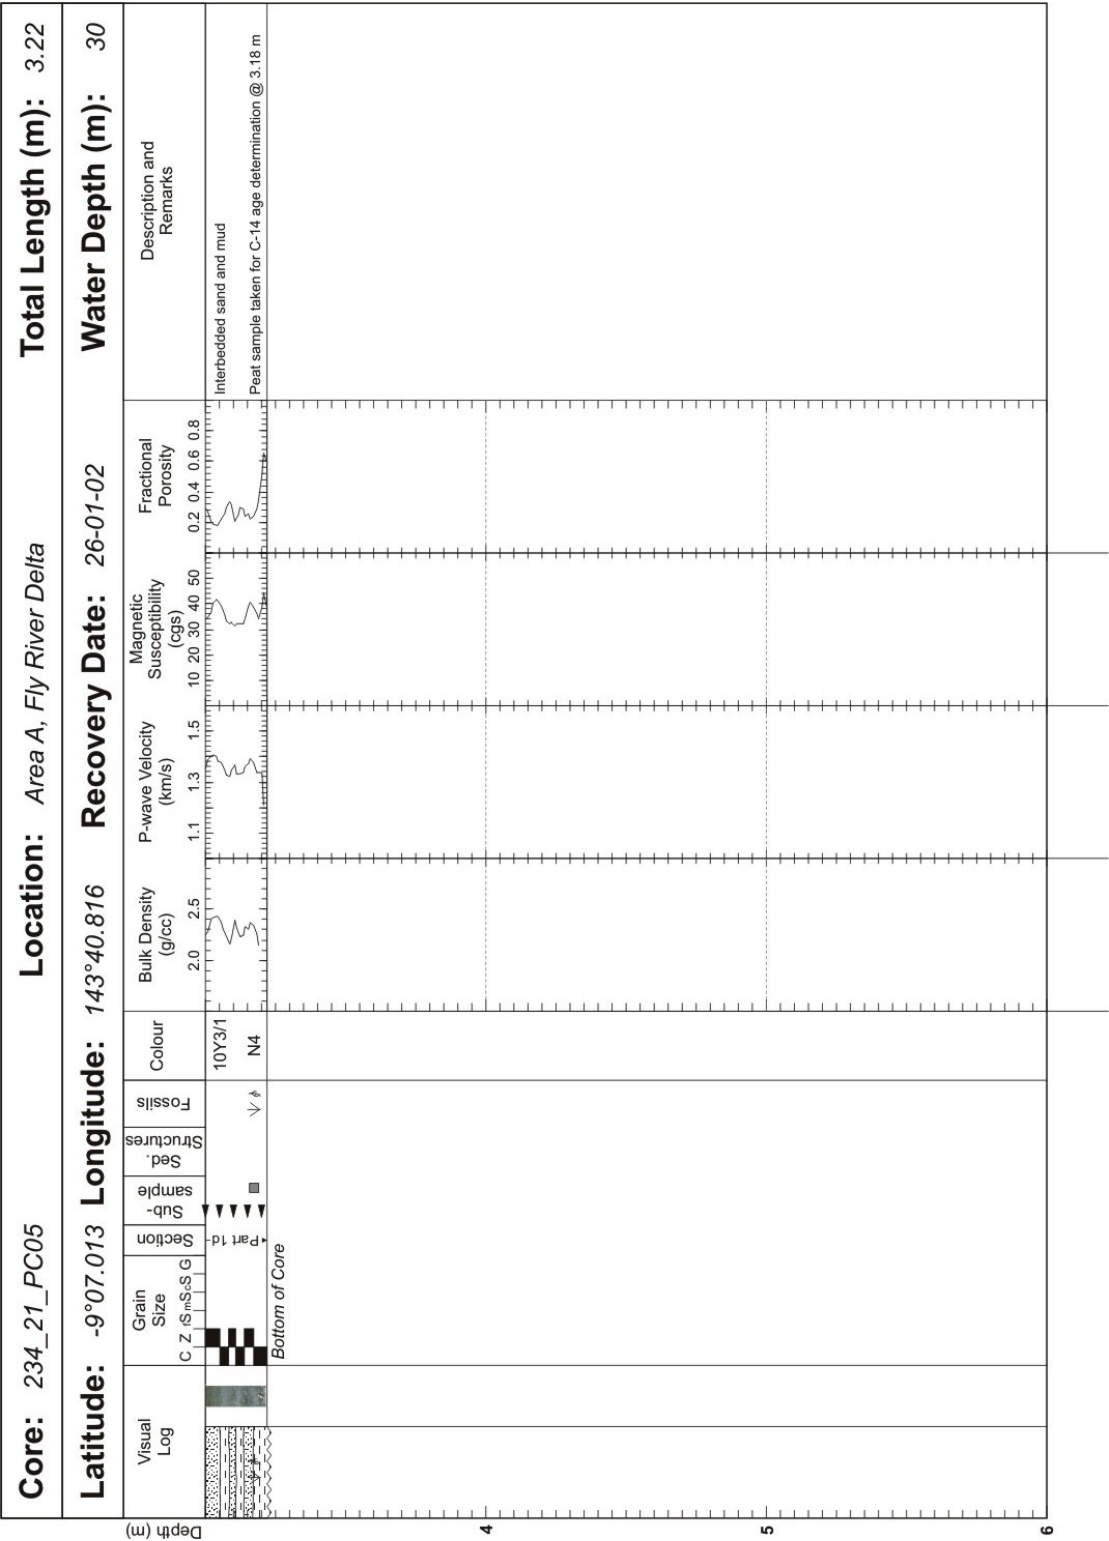 Core: 234_21_PC05 Location: Area A, Fly River Delta Total Length (m): 3.22
Latitude: -9°07.013 Longitude: 143°40.816 Recovery Date: 26-01-02 Water Depth (m): 30
Depth (m)
Visual
Log
Grain
Size
C Z fS mS cS G
Section
Sub-
sample
Sed.
Structures
Fossils
Colour
Bulk Density
(g/cc)
2.0 2.5
P-wave Velocity
(km/s)
1.1 1.3 1.5
Magnetic
Susceptibility
(cgs)
10 20 30 40 50
Fractional
Porosity
0.2 0.4 0.6 0.8
Description and
Remarks
Part 1d
10Y3/1
Interbedded sand and mud
N4
Peat sample taken for C-14 age determination @ 3.18 m
Bottom of Core
4
5
6